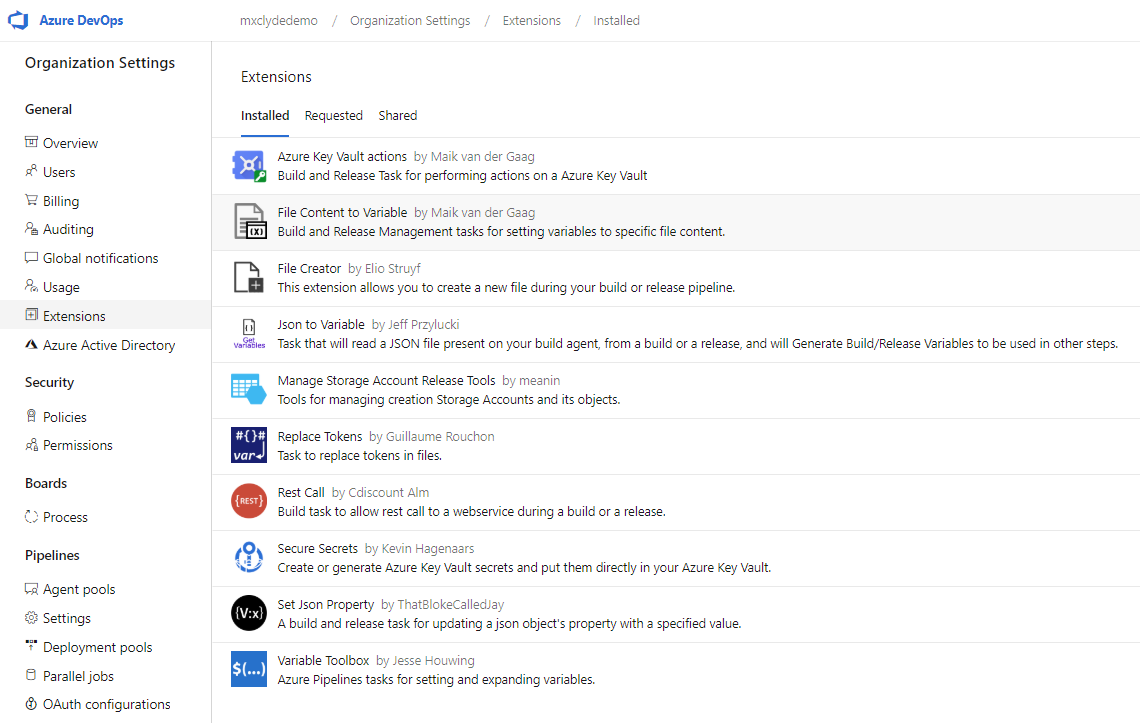 Azure DevOps
mxclydedemo / Organization Settings / Extensions / Installed
Organization Settings
General
Overview
Users
Billing
Auditing
Global notifications
Usage
Extensions
Azure Active Directory
Security
Policies
Permissions
Boards
Process
Pipelines
Agent pools
Settings
Deployment pools
Parallel jobs
OAuth configurations
Extensions
Installed Requested Shared
Azure Key Vault actions by Maik van der Gaag
Build and Release Task for performing actions on a Azure Key Vault
(x)
File Content to Variable by Maik van der Gaag
Build and Release Management tasks for setting variables to specific file content.
File Creator by Elio Struyf
This extension allows you to create a new file during your build or release pipeline.
{}
Get
Variables
Json to Variable by Jeff Przylucki
Task that will read a JSON file present on your build agent, from a build or a release, and will Generate Build/Release Variables to be used in other steps.
Manage Storage Account Release Tools by meanin
Tools for managing creation Storage Accounts and its objects.
#{}#
var
Replace Tokens by Guillaume Rouchon
Task to replace tokens in files.
{REST}
Rest Call by Cdiscount Alm
Build task to allow rest call to a webservice during a build or a release.
Secure Secrets by Kevin Hagenaars
Create or generate Azure Key Vault secrets and put them directly in your Azure Key Vault.
{V:x}
Set Json Property by ThatBlokeCalledJay
A build and release task for updating a json object's property with a specified value.
$(...)
Variable Toolbox by Jesse Houwing
Azure Pipelines tasks for setting and expanding variables.